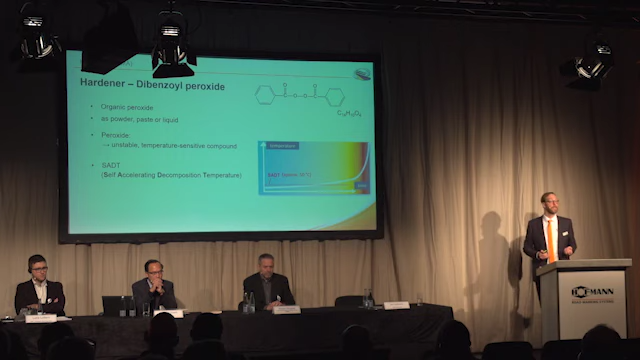 Hardener – Dibenzoyl peroxide
• Organic peroxide
• as powder, paste or liquid
• Peroxide:
→ unstable, temperature-sensitive compound
• SADT
(Self Accelerating Decomposition Temperature)
O O
C O O C
C₁₄H₁₀O₄
HOFMANN